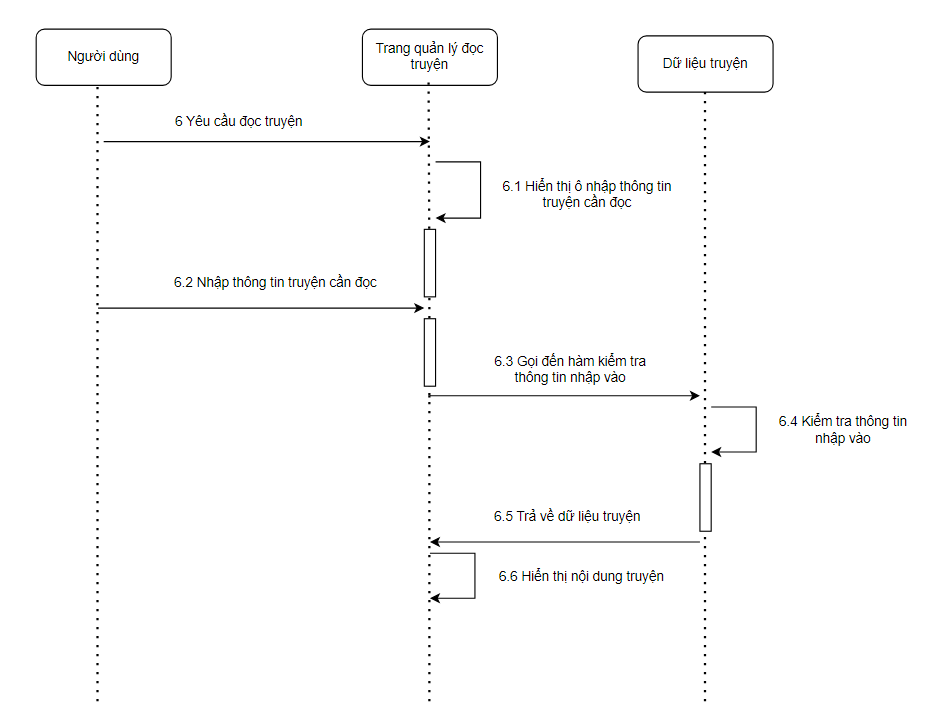 Người dùng
Trang quản lý đọc
truyện
Dữ liệu truyện
6 Yêu cầu đọc truyện
6.1 Hiển thị ô nhập thông tin
truyện cần đọc
6.2 Nhập thông tin truyện cần đọc
6.3 Gọi đến hàm kiểm tra
thông tin nhập vào
6.4 Kiểm tra thông tin
nhập vào
6.5 Trả về dữ liệu truyện
6.6 Hiển thị nội dung truyện